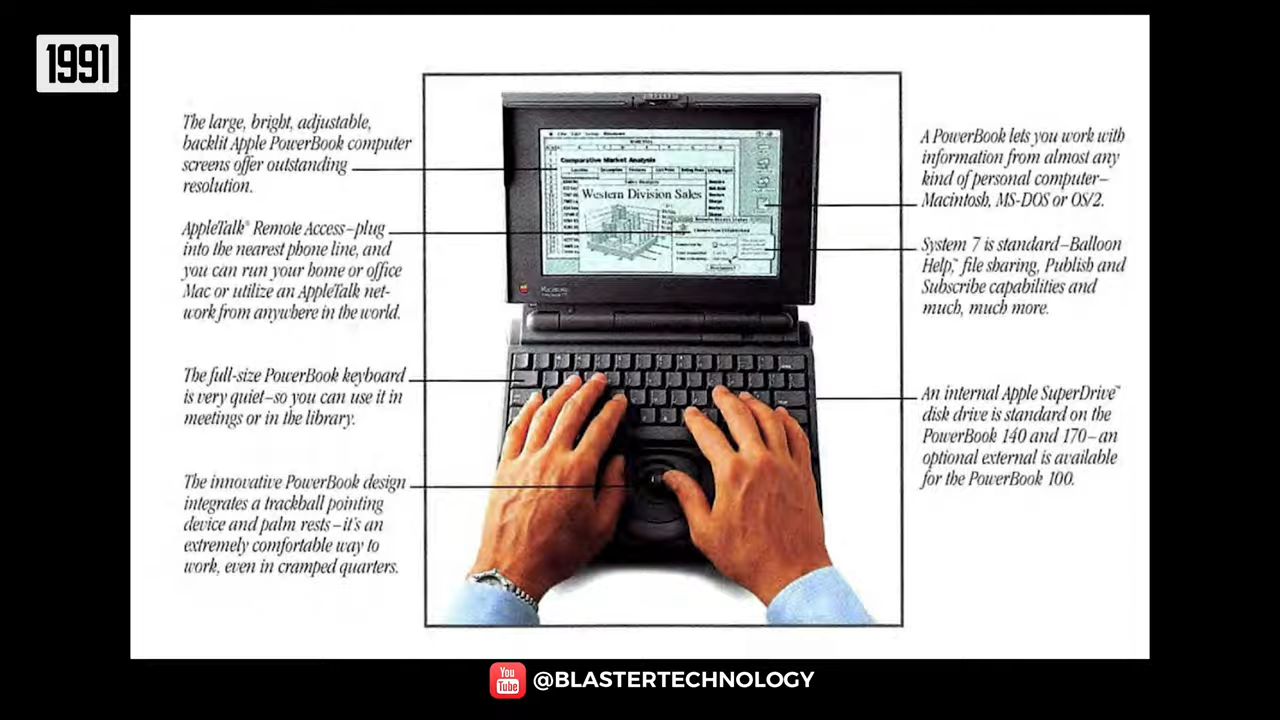 1991
The large, bright, adjustable,
backlit Apple PowerBook computer
screens offer outstanding
resolution.
AppleTalk® Remote Access–plug
into the nearest phone line, and
you can run your home or office
Mac or utilize an AppleTalk net-
work from anywhere in the world.
The full-size PowerBook keyboard
is very quiet–so you can use it in
meetings or in the library.
The innovative PowerBook design
integrates a trackball pointing
device and palm rests–it's an
extremely comfortable way to
work, even in cramped quarters.
Comparative Market Analysis
Western Division Sales
A PowerBook lets you work with
information from almost any
kind of personal computer–
Macintosh, MS-DOS or OS/2.
System 7 is standard–Balloon
Help,™ file sharing, Publish and
Subscribe capabilities and
much, much more.
An internal Apple SuperDrive™
disk drive is standard on the
PowerBook 140 and 170–an
optional external is available
for the PowerBook 100.
You
Tube
@BLASTERTECHNOLOGY